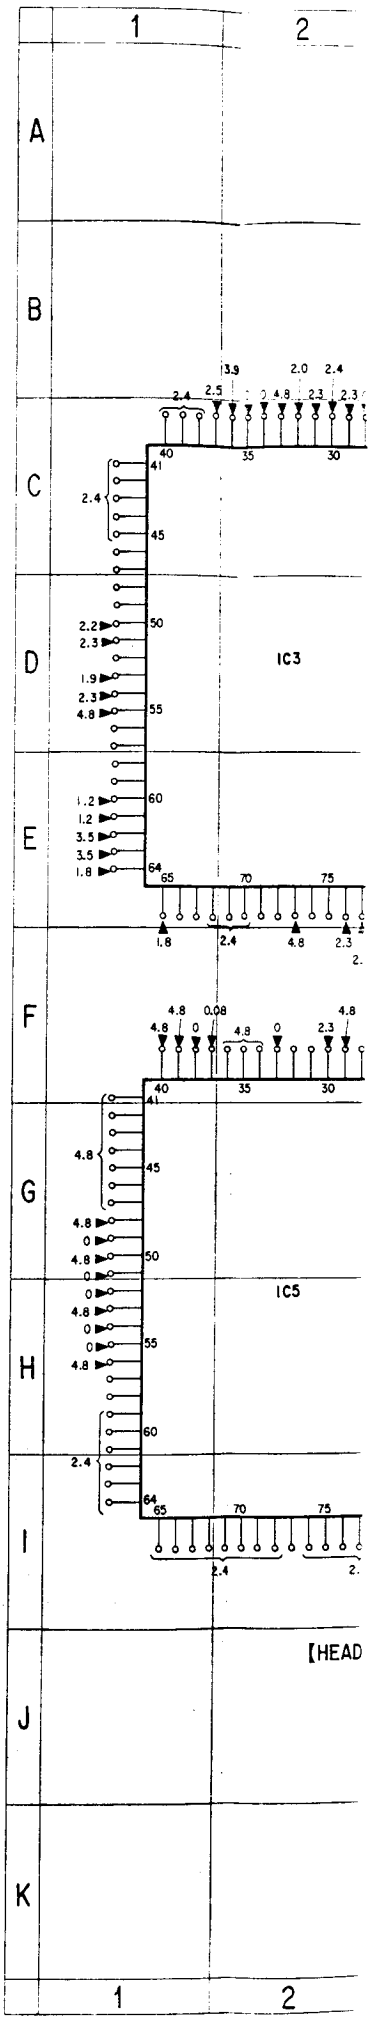 1 2
A
B
3.9 2.0 2.4
2.4 2.5 0 4.8 2.3 2.3
40 35 30
C
41
2.4
45
2.2 50
2.3
D
IC3
1.9
2.3
4.8 55
1.2 60
1.2
E
3.5
3.5
1.8 64
65 70 75
1.8 2.4 4.8 2.3
2.
F
4.8 0.08 4.8
4.8 0 4.8 0 2.3
40 35 30
41
4.8
45
G
4.8
0
4.8 50
0
0
IC5
4.8
0
0 55
H
4.8
60
2.4
64
65 70 75
I
2.4 2.
【HEAD
J
K
1 2